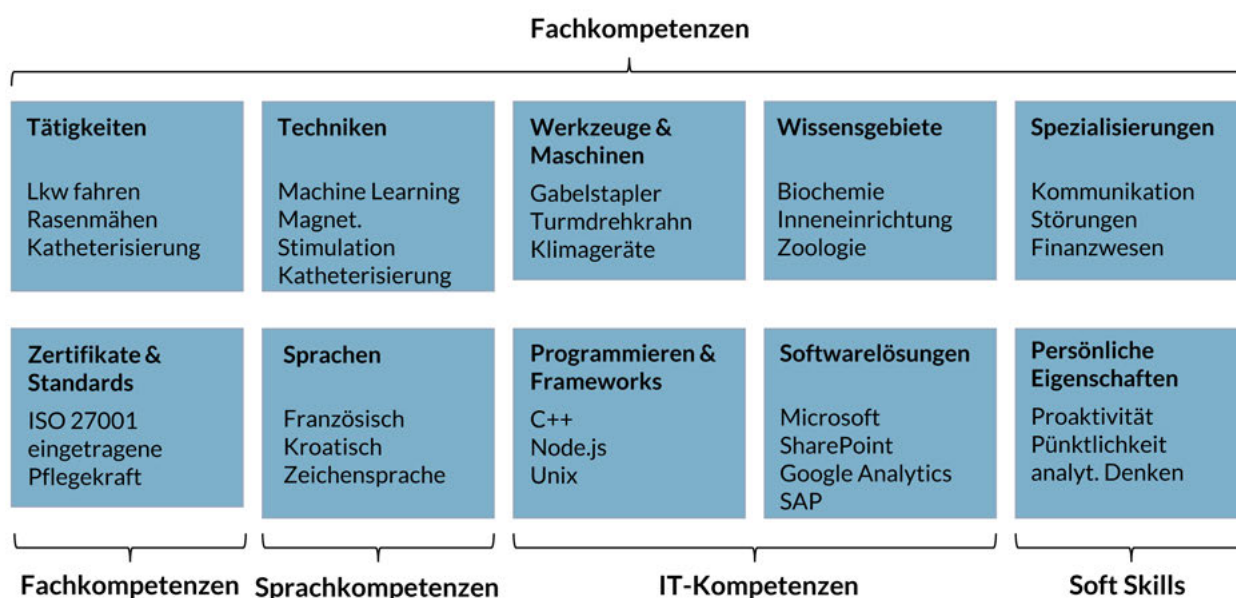 Fachkompetenzen
Tätigkeiten
Lkw fahren
Rasenmähen
Katheterisierung
Techniken
Machine Learning
Magnet.
Stimulation
Katheterisierung
Werkzeuge &
Maschinen
Gabelstapler
Turmdrehkrahn
Klimageräte
Wissensgebiete
Biochemie
Inneneinrichtung
Zoologie
Spezialisierungen
Kommunikation
Störungen
Finanzwesen
Zertifikate &
Standards
ISO 27001
eingetragene
Pflegekraft
Sprachen
Französisch
Kroatisch
Zeichensprache
Programmieren &
Frameworks
C++
Node.js
Unix
Softwarelösungen
Microsoft
SharePoint
Google Analytics
SAP
Persönliche
Eigenschaften
Proaktivität
Pünktlichkeit
analyt. Denken
Fachkompetenzen
Sprachkompetenzen
IT-Kompetenzen
Soft Skills